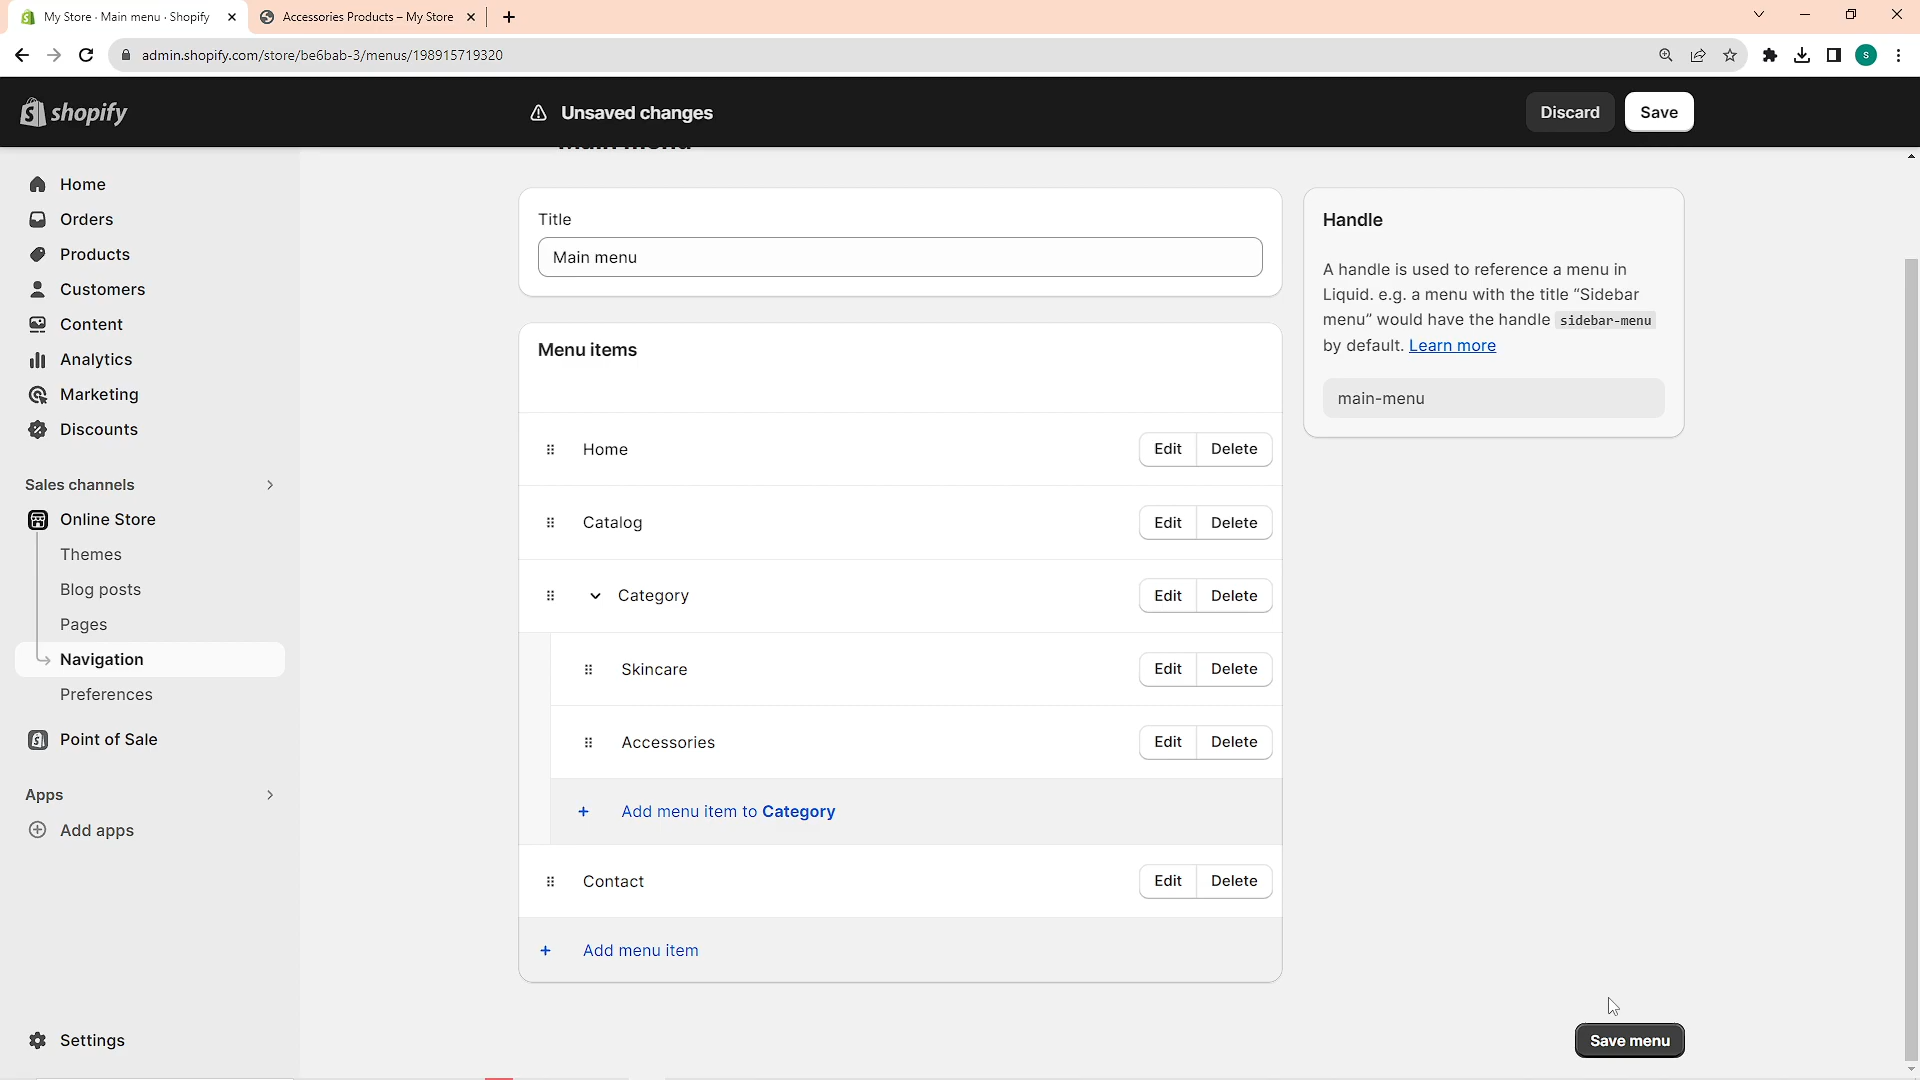 My Store · Main menu · Shopify
Accessories Products – My Store
admin.shopify.com/store/be6bab-3/menus/198915719320
S
shopify
Unsaved changes
Discard
Save
Main menu
Home
Orders
Products
Customers
Content
Analytics
Marketing
Discounts
Sales channels
Online Store
Themes
Blog posts
Pages
Navigation
Preferences
Point of Sale
Apps
Add apps
Settings
Title
Main menu
Menu items
Home Edit Delete
Catalog Edit Delete
Category Edit Delete
Skincare Edit Delete
Accessories Edit Delete
+ Add menu item to Category
Contact Edit Delete
+ Add menu item
Handle
A handle is used to reference a menu in
Liquid. e.g. a menu with the title “Sidebar
menu” would have the handle sidebar-menu
by default. Learn more
main-menu
Save menu